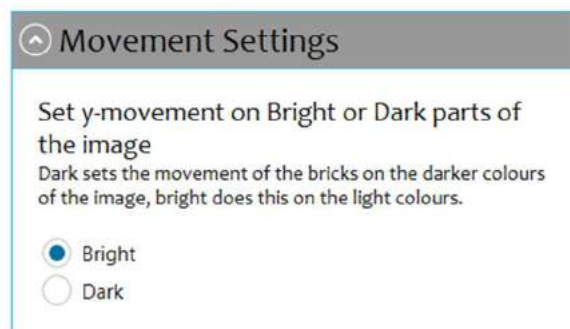 Movement Settings
Set y-movement on Bright or Dark parts of
the image
Dark sets the movement of the bricks on the darker colours
of the image, bright does this on the light colours.
Bright
Dark